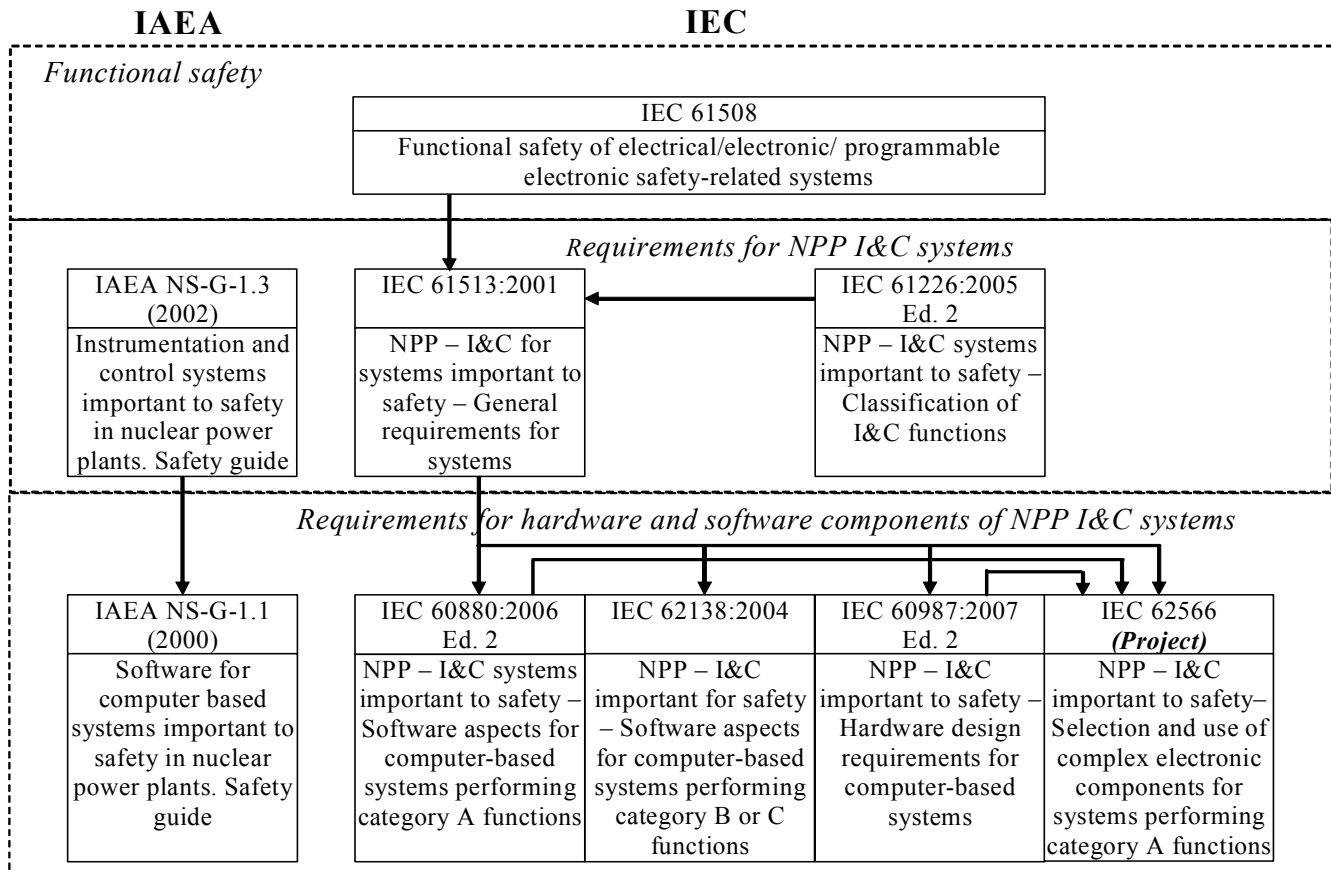 IAEA
IEC
Functional safety
IEC 61508
Functional safety of electrical/electronic/ programmable
electronic safety-related systems
Requirements for NPP I&C systems
IAEA NS-G-1.3
(2002)
Instrumentation and
control systems
important to safety
in nuclear power
plants. Safety guide
IEC 61513:2001
NPP – I&C for
systems important to
safety – General
requirements for
systems
IEC 61226:2005
Ed. 2
NPP – I&C systems
important to safety –
Classification of
I&C functions
Requirements for hardware and software components of NPP I&C systems
IAEA NS-G-1.1
(2000)
Software for
computer based
systems important to
safety in nuclear
power plants. Safety
guide
IEC 60880:2006
Ed. 2
NPP – I&C systems
important to safety –
Software aspects for
computer-based
systems performing
category A functions
IEC 62138:2004
NPP – I&C
important for safety
– Software aspects
for computer-based
systems performing
category B or C
functions
IEC 60987:2007
Ed. 2
NPP – I&C
important to safety –
Hardware design
requirements for
computer-based
systems
IEC 62566
(Project)
NPP – I&C
important to safety–
Selection and use of
complex electronic
components for
systems performing
category A functions